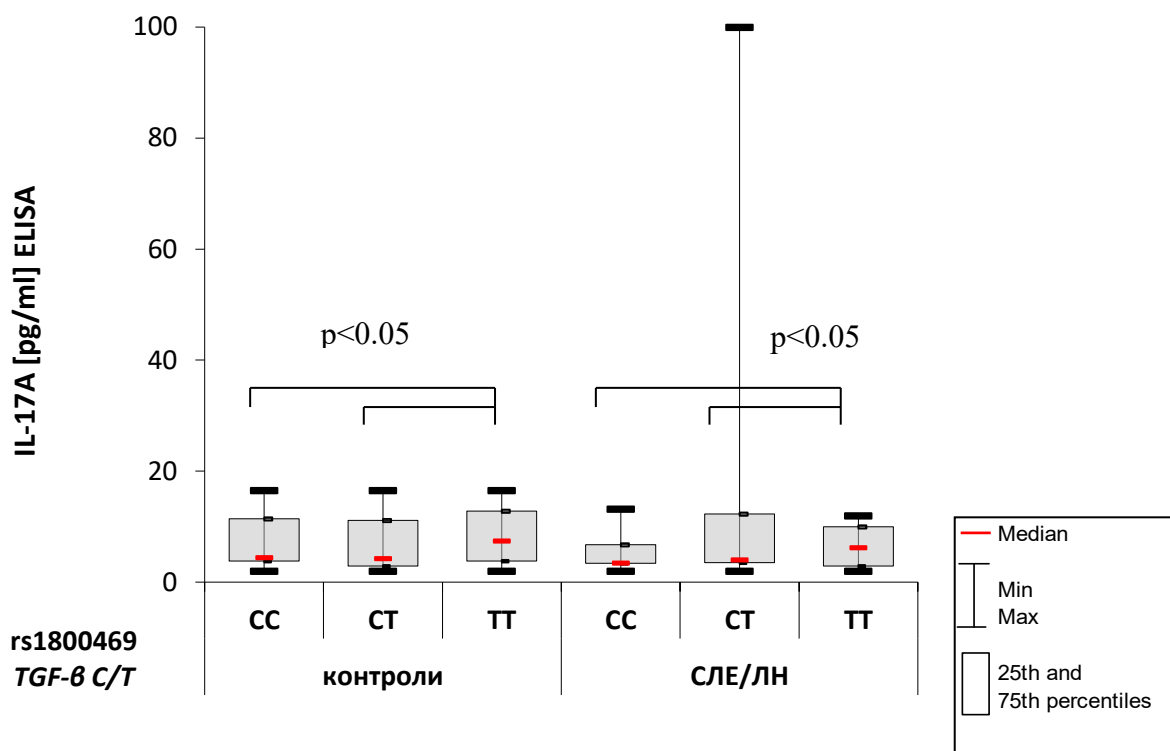 100
80
60
40
20
0
IL-17A [pg/ml] ELISA
p<0.05
p<0.05
CC CT TT CC CT TT
rs1800469
TGF-β C/T
контроли СЛЕ/ЛН
Median
Min
Max
25th and
75th percentiles